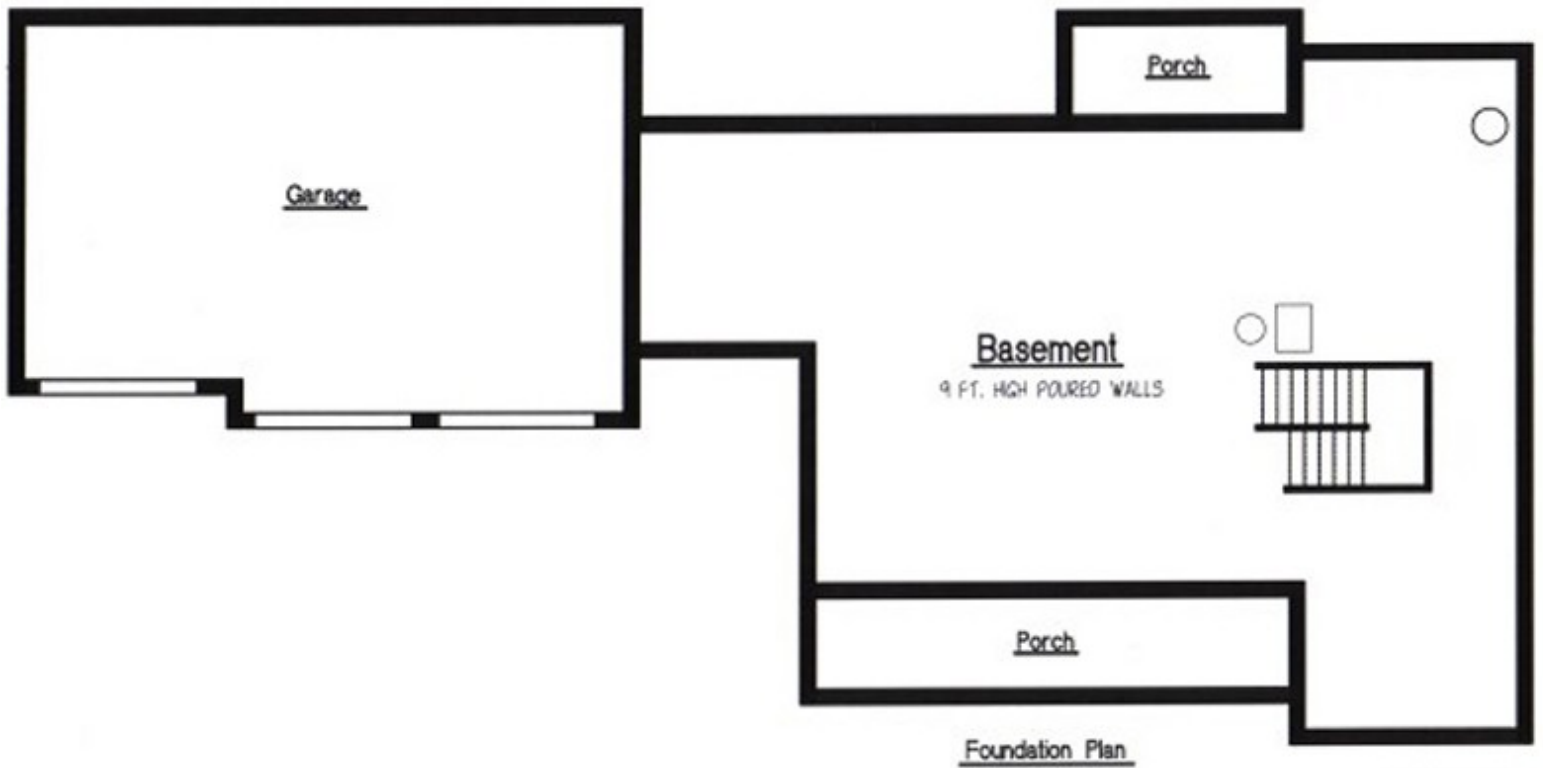 Porch
Garage
Basement
9 FT. HIGH POURED WALLS
Porch
Foundation Plan